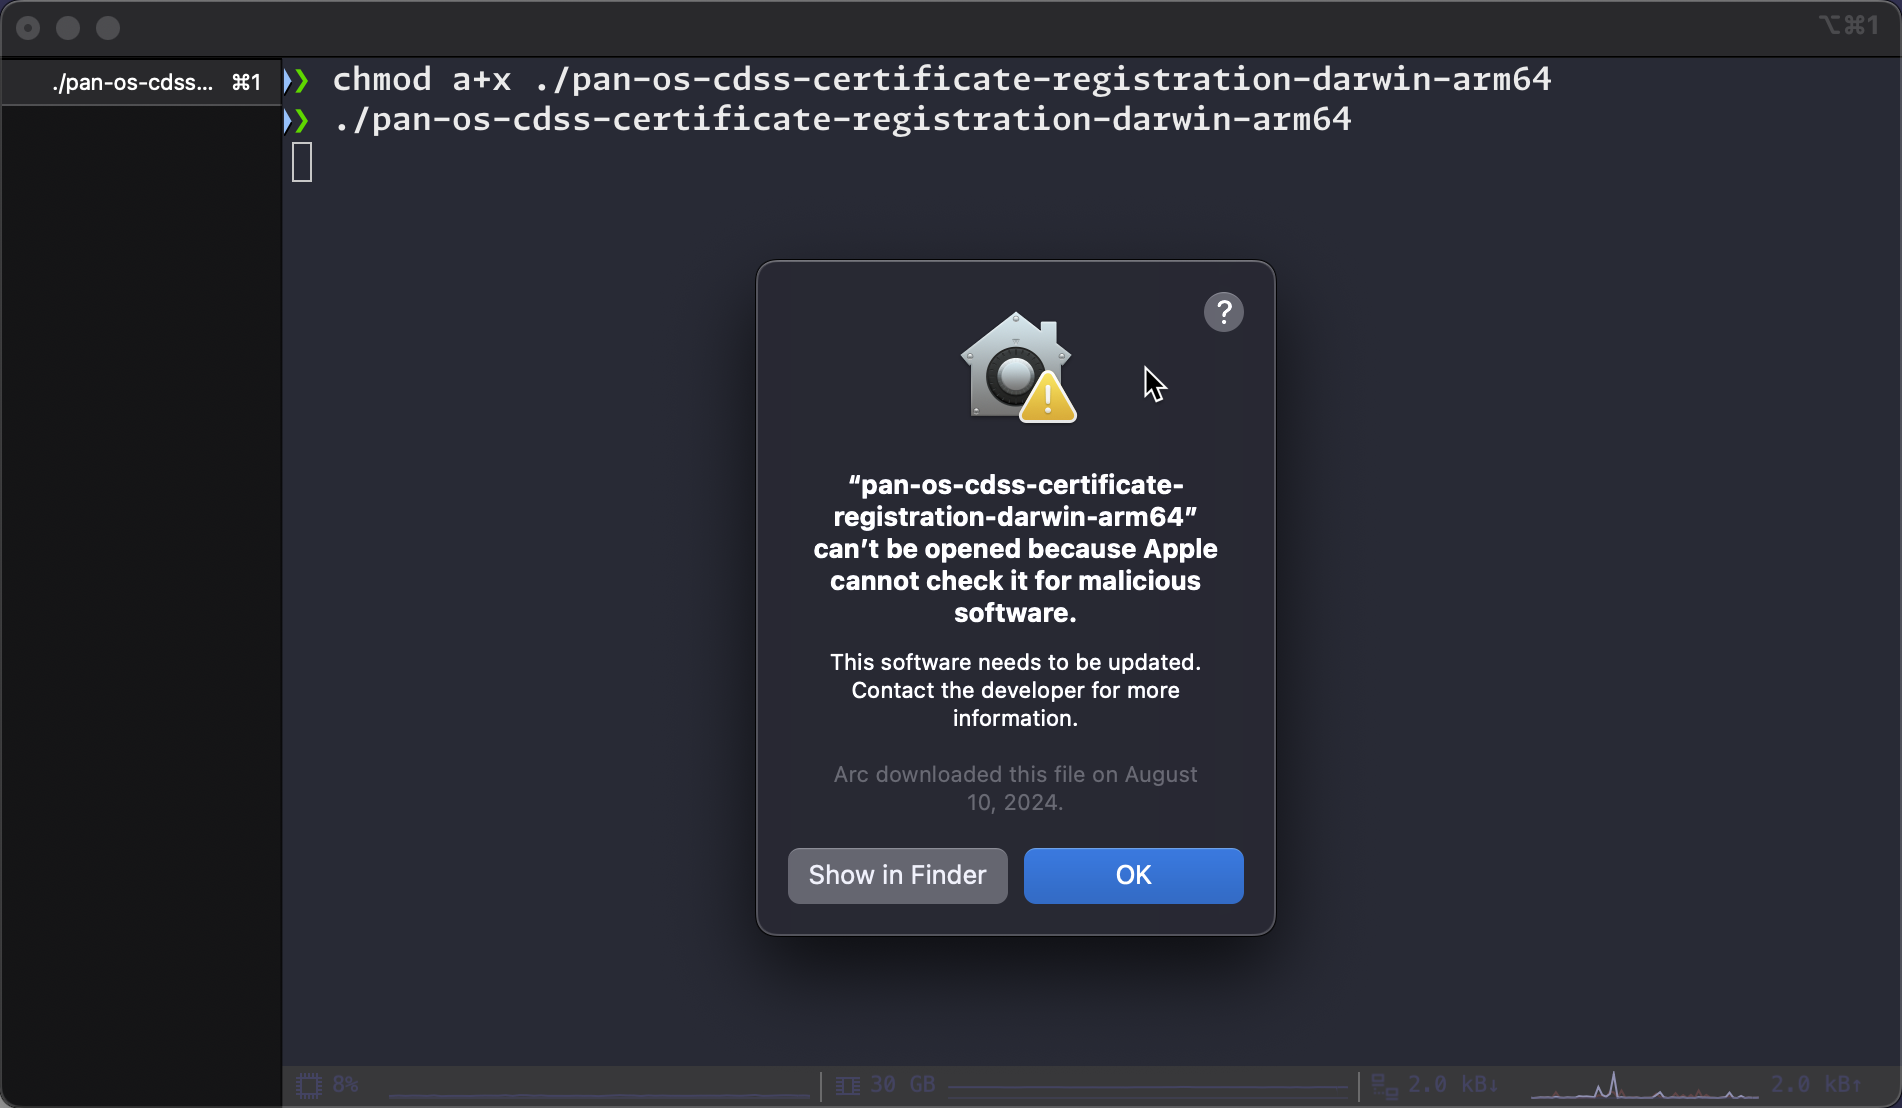 ⌥⌘1
./pan-os-cdss... ⌘1
❯ chmod a+x ./pan-os-cdss-certificate-registration-darwin-arm64
❯ ./pan-os-cdss-certificate-registration-darwin-arm64
?
“pan-os-cdss-certificate-
registration-darwin-arm64”
can’t be opened because Apple
cannot check it for malicious
software.
This software needs to be updated.
Contact the developer for more
information.
Arc downloaded this file on August
10, 2024.
Show in Finder OK
8% 30 GB 2.0 kB↓ 2.0 kB↑